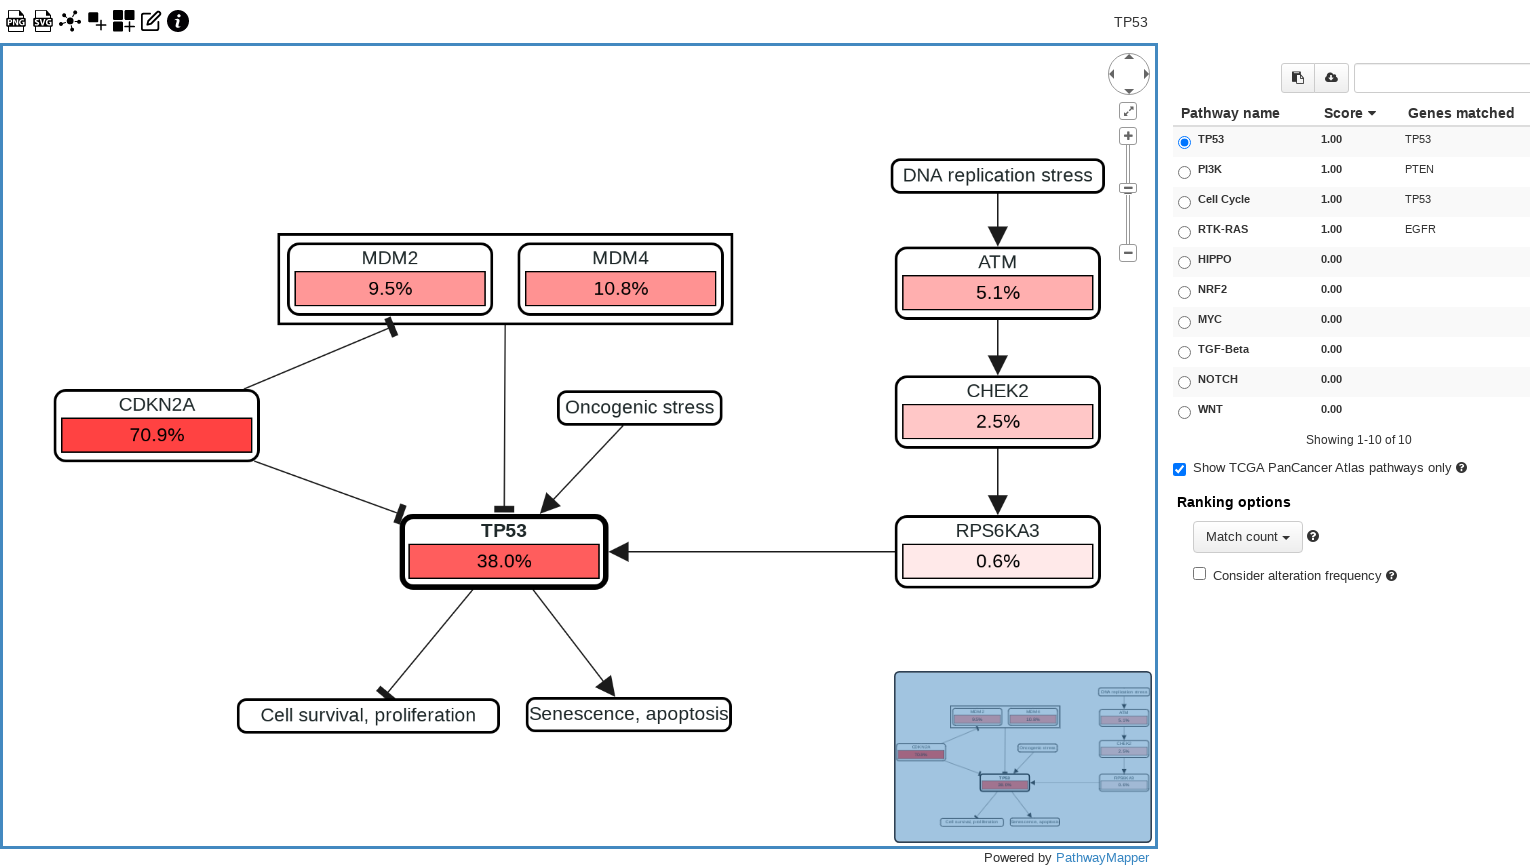 PNG
SVG
TP53
DNA replication stress
MDM2
9.5%
MDM4
10.8%
ATM
5.1%
CDKN2A
70.9%
Oncogenic stress
CHEK2
2.5%
TP53
38.0%
RPS6KA3
0.6%
Cell survival, proliferation
Senescence, apoptosis
Powered by PathwayMapper
Pathway name Score Genes matched
TP53 1.00 TP53
PI3K 1.00 PTEN
Cell Cycle 1.00 TP53
RTK-RAS 1.00 EGFR
HIPPO 0.00
NRF2 0.00
MYC 0.00
TGF-Beta 0.00
NOTCH 0.00
WNT 0.00
Showing 1-10 of 10
Show TCGA PanCancer Atlas pathways only
Ranking options
Match count
Consider alteration frequency